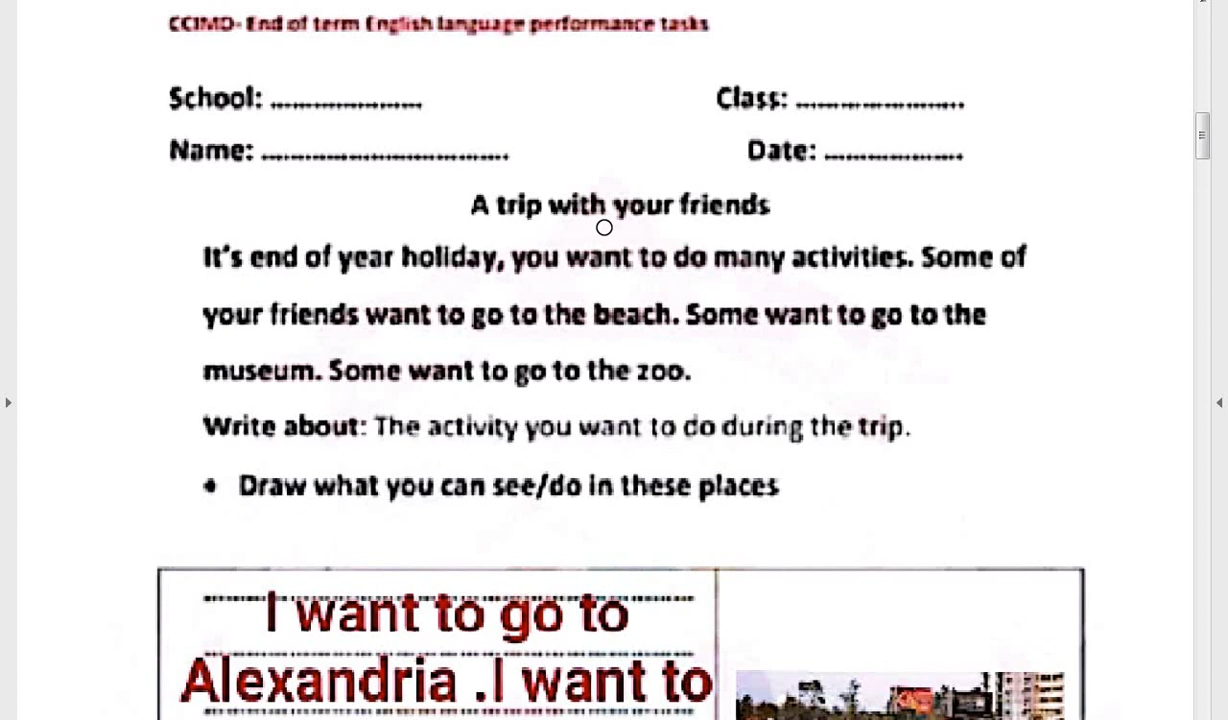 CCIMD- End of term English language performance tasks
School: ...................... Class: ........................
Name: .................................... Date: ....................
A trip with your friends
It's end of year holiday, you want to do many activities. Some of
your friends want to go to the beach. Some want to go to the
museum. Some want to go to the zoo.
Write about: The activity you want to do during the trip.
• Draw what you can see/do in these places
I want to go to
Alexandria .I want to